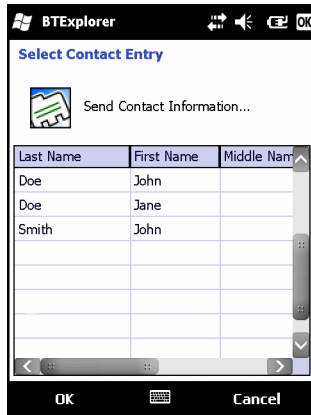 BTExplorer OK
Select Contact Entry
Send Contact Information...
Last Name First Name Middle Nam
Doe John
Doe Jane
Smith John
OK Cancel